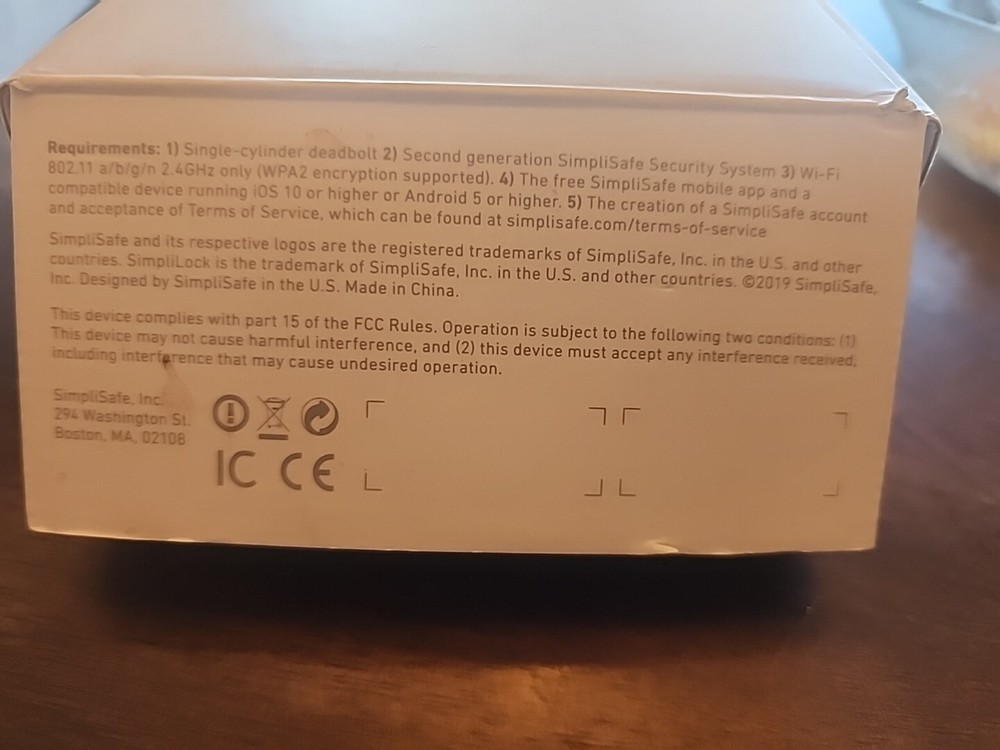 Requirements: 1) Single-cylinder deadbolt 2) Second generation SimpliSafe Security System 3) Wi-Fi
802.11 a/b/g/n 2.4GHz only (WPA2 encryption supported). 4) The free SimpliSafe mobile app and a
compatible device running iOS 10 or higher or Android 5 or higher. 5) The creation of a SimpliSafe account
and acceptance of Terms of Service, which can be found at simplisafe.com/terms-of-service
SimpliSafe and its respective logos are the registered trademarks of SimpliSafe, Inc. in the U.S. and other
countries. SimpliLock is the trademark of SimpliSafe, Inc. in the U.S. and other countries. ©2019 SimpliSafe,
Inc. Designed by SimpliSafe in the U.S. Made in China.
This device complies with part 15 of the FCC Rules. Operation is subject to the following two conditions: (1)
This device may not cause harmful interference, and (2) this device must accept any interference received,
including interference that may cause undesired operation.
SimpliSafe, Inc.
294 Washington St.
Boston, MA, 02108
IC CE